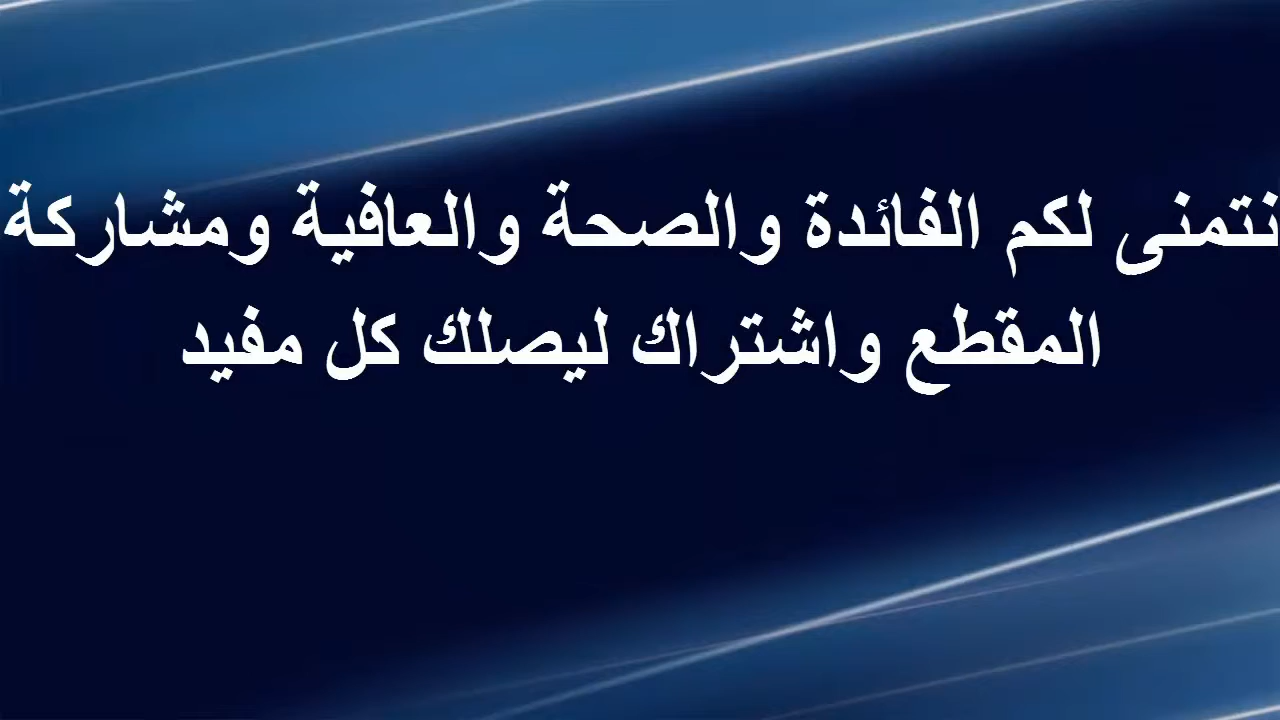 نتمنى لكم الفائدة والصحة والعافية ومشاركة
المقطع واشتراك ليصلك كل مفيد